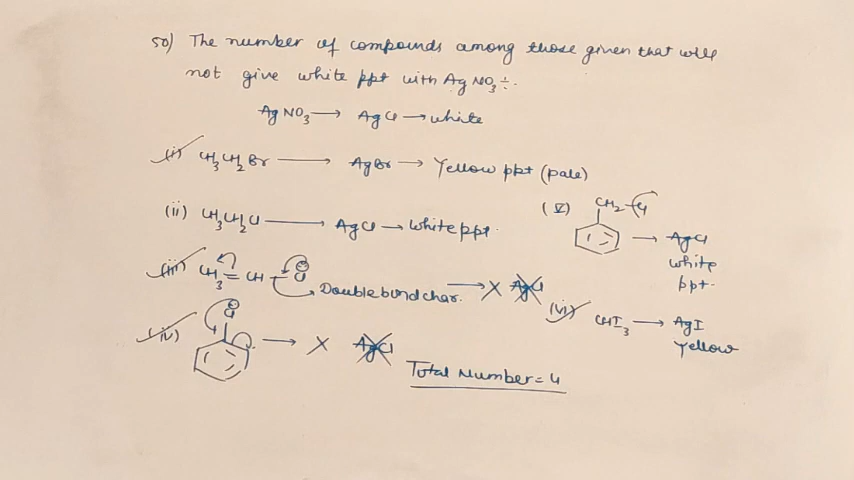 50) The number of compounds among those given that will
not give white ppt with AgNO3 ÷.
AgNO3 → AgCl → white
(i) CH3CH2Br → AgBr → Yellow ppt (pale)
(ii) CH3CH2Cl → AgCl → white ppt.
(iii) CH3 = CH - Cl → X AgCl
Double bond char.
(iv) Cl → X AgCl
(V) CH2-Cl → AgCl
white
ppt.
(vi) CHI3 → AgI
Yellow
Total Number = 4